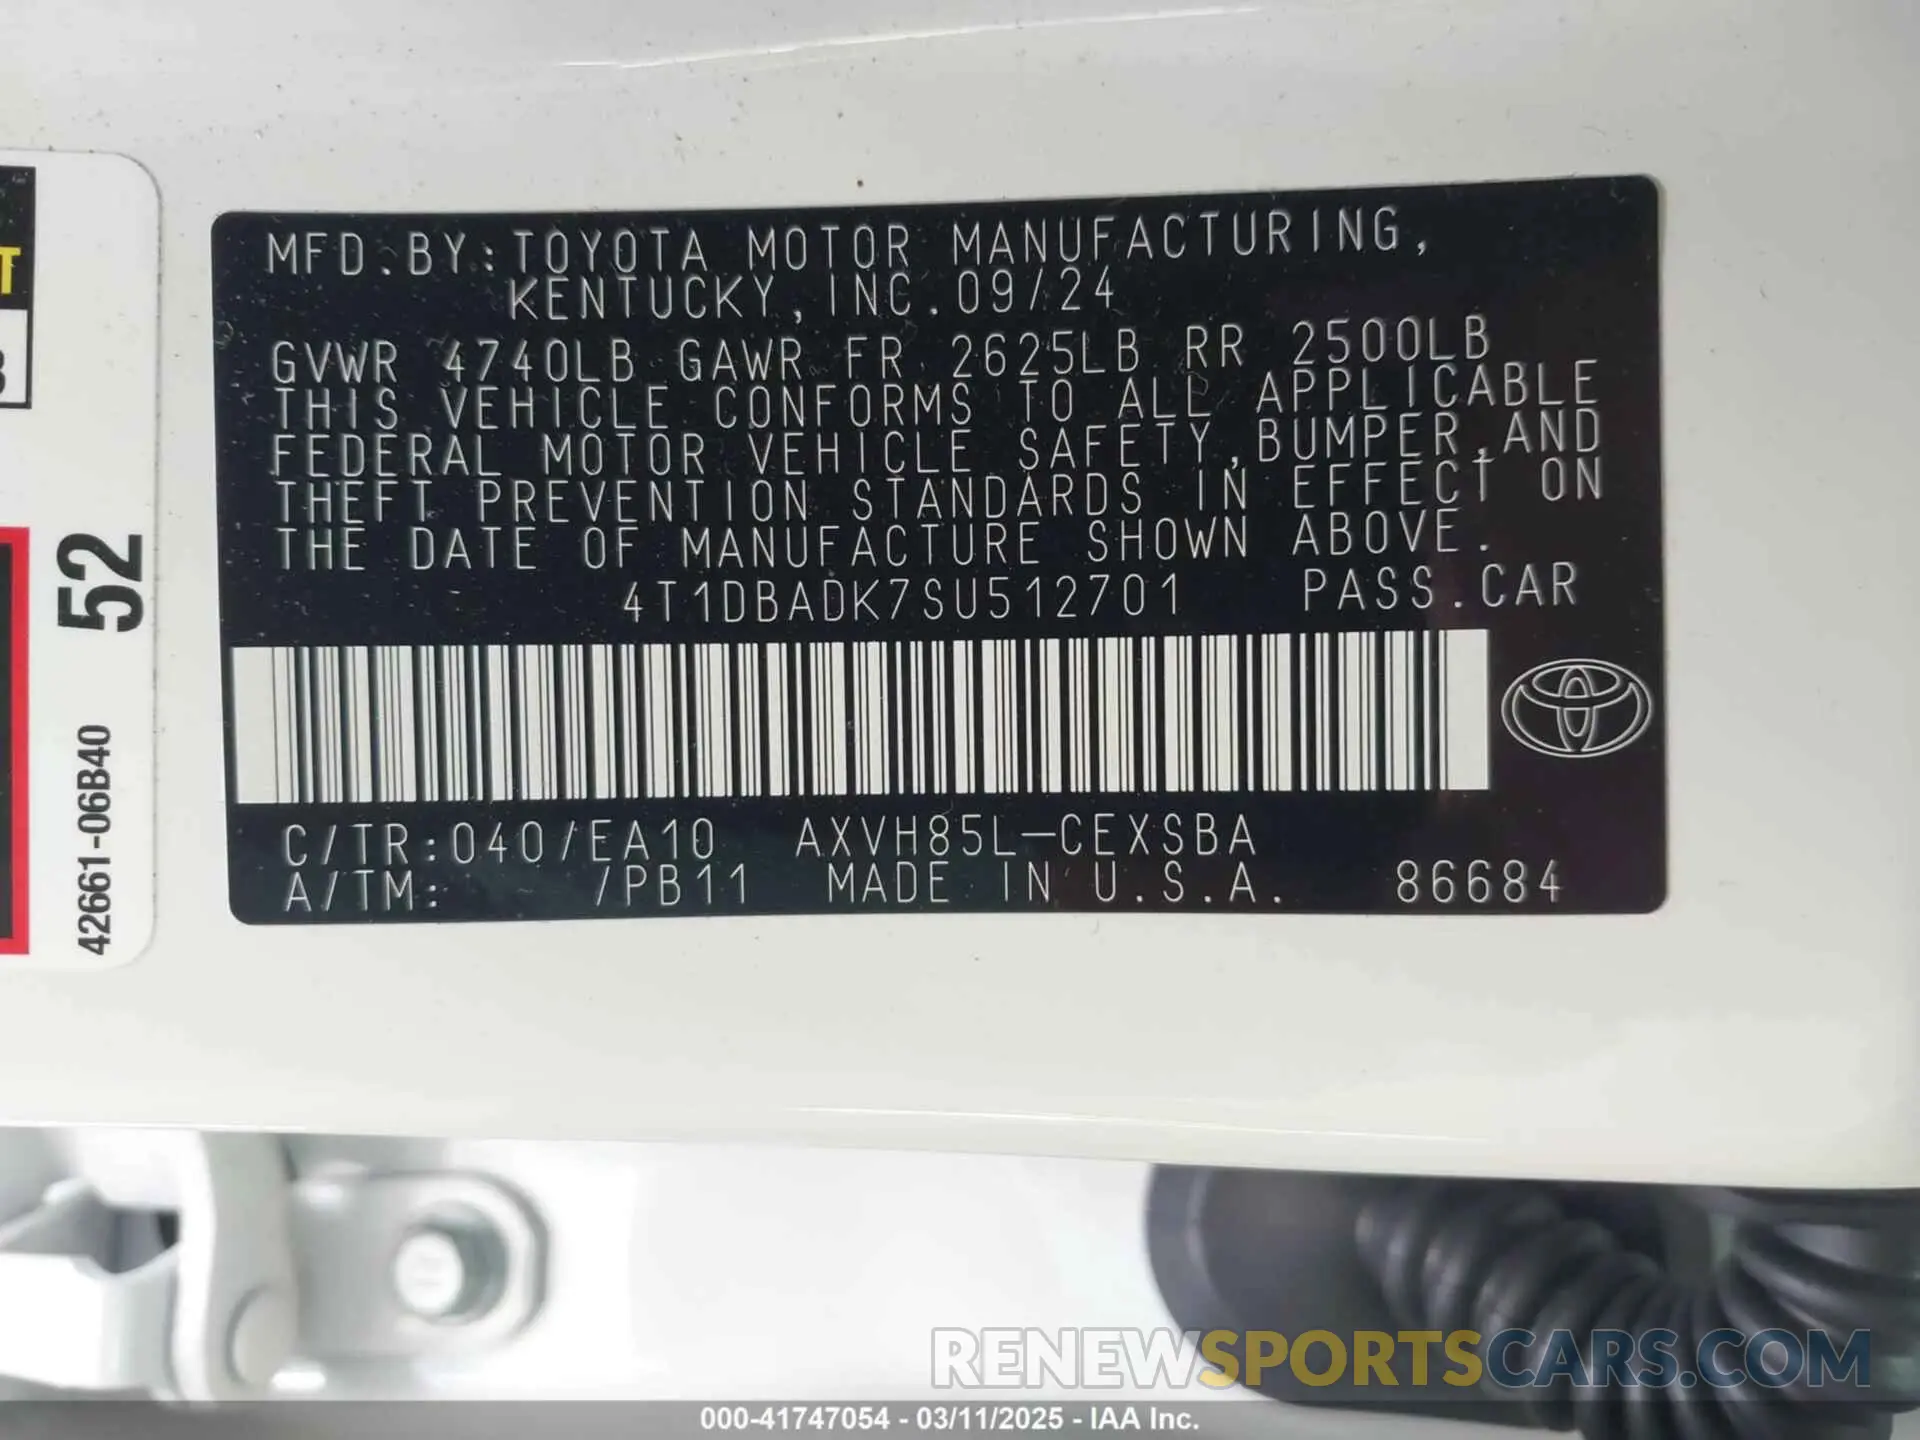 MFD.BY:TOYOTA MOTOR MANUFACTURING,
KENTUCKY,INC.09/24
GVWR 4740LB GAWR FR 2625LB RR 2500LB
THIS VEHICLE CONFORMS TO ALL APPLICABLE
FEDERAL MOTOR VEHICLE SAFETY,BUMPER,AND
THEFT PREVENTION STANDARDS IN EFFECT ON
THE DATE OF MANUFACTURE SHOWN ABOVE.
4T1DBADK7SU512701 PASS.CAR
C/TR:040/EA10 AXVH85L-CEXSBA
A/TM: /PB11 MADE IN U.S.A. 86684
T
52
42661-06B40
RENEWSPORTSCARS.COM
000-41747054 - 03/11/2025 - IAA Inc.